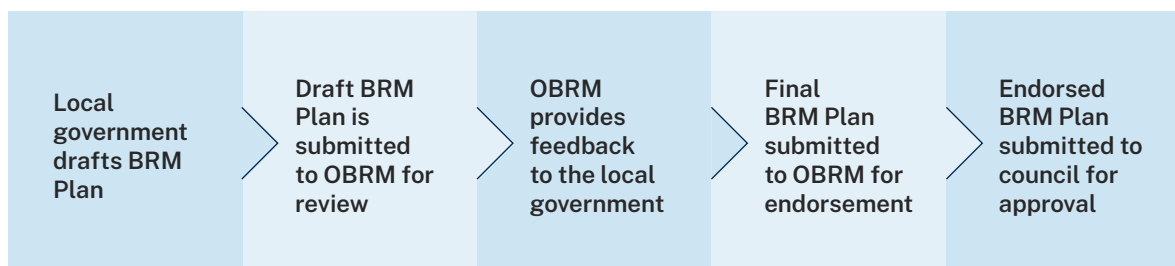 Local
government
drafts BRM
Plan
Draft BRM
Plan is
submitted
to OBRM for
review
OBRM
provides
feedback
to the local
government
Final
BRM Plan
submitted
to OBRM for
endorsement
Endorsed
BRM Plan
submitted to
council for
approval